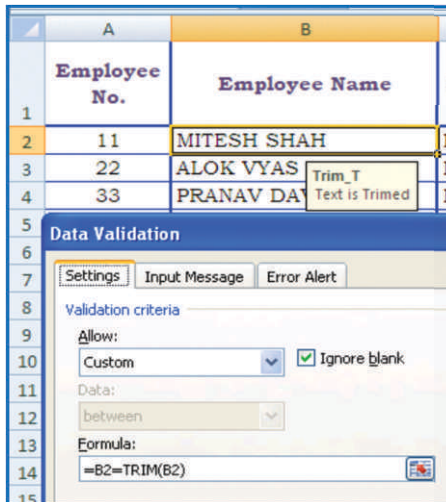 A B
Employee No. Employee Name
1
2 11 MITESH SHAH
3 22 ALOK VYAS
Trim_T
Text is Trimed
4 33 PRANAV
5
Data Validation
6
7 Settings Input Message Error Alert
8 Validation criteria
9 Allow:
10 Custom Ignore blank
11 Data:
12 between
13 Formula:
14 =B2=TRIM(B2)
15